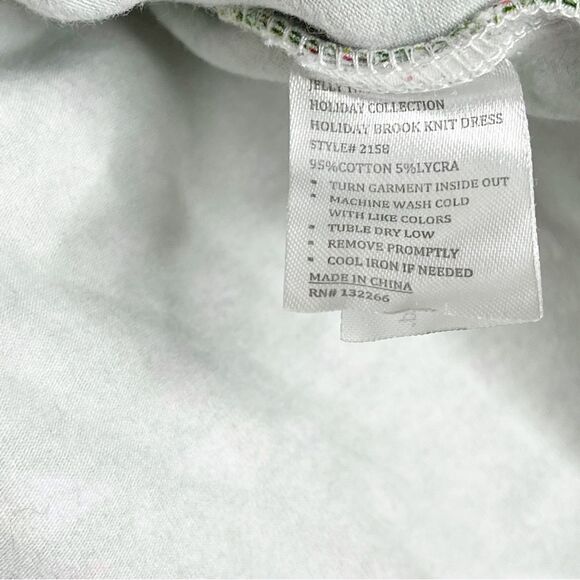 JELLY
HOLIDAY COLLECTION
HOLIDAY BROOK KNIT DRESS
STYLE# 2158
95%COTTON 5%LYCRA
• TURN GARMENT INSIDE OUT
• MACHINE WASH COLD
WITH LIKE COLORS
• TUBLE DRY LOW
• REMOVE PROMPTLY
• COOL IRON IF NEEDED
MADE IN CHINA
RN# 132266